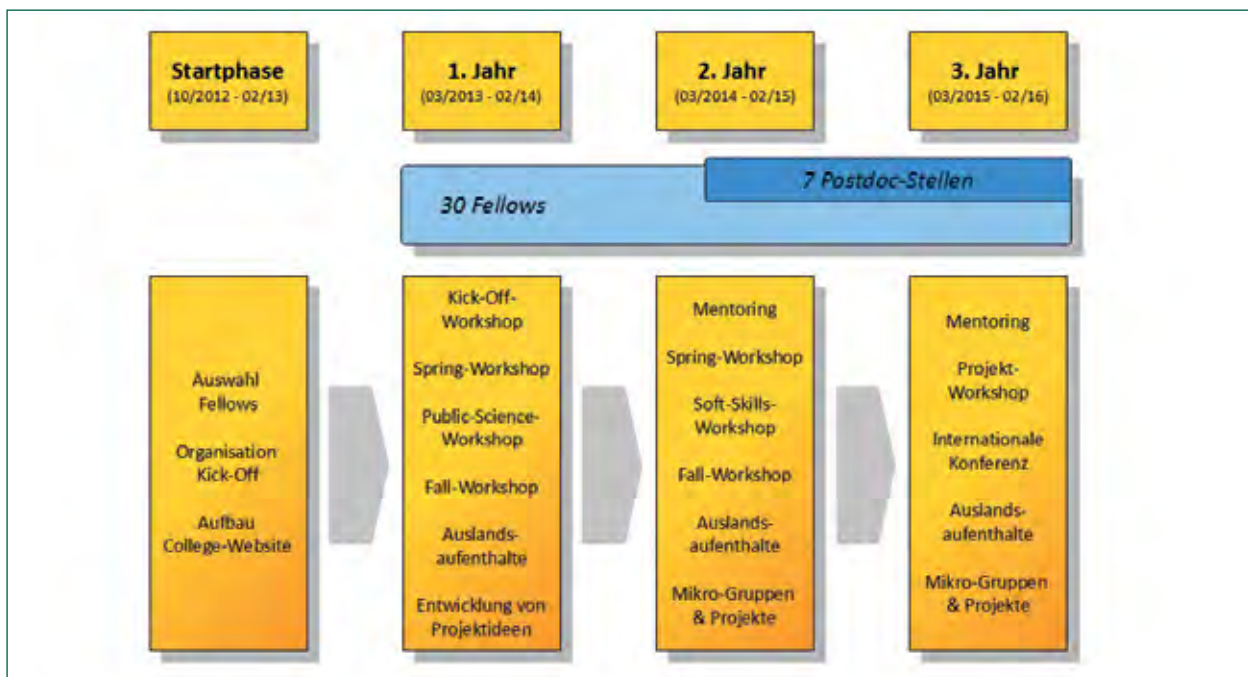 Startphase
(10/2012 - 02/13)
1. Jahr
(03/2013 - 02/14)
2. Jahr
(03/2014 - 02/15)
3. Jahr
(03/2015 - 02/16)
7 Postdoc-Stellen
30 Fellows
Auswahl
Fellows
Organisation
Kick-Off
Aufbau
College-Website
Kick-Off-
Workshop
Spring-Workshop
Public-Science-
Workshop
Fall-Workshop
Auslands-
aufenthalte
Entwicklung von
Projektideen
Mentoring
Spring-Workshop
Soft-Skills-
Workshop
Fall-Workshop
Auslands-
aufenthalte
Mikro-Gruppen
& Projekte
Mentoring
Projekt-
Workshop
Internationale
Konferenz
Auslands-
aufenthalte
Mikro-Gruppen
& Projekte